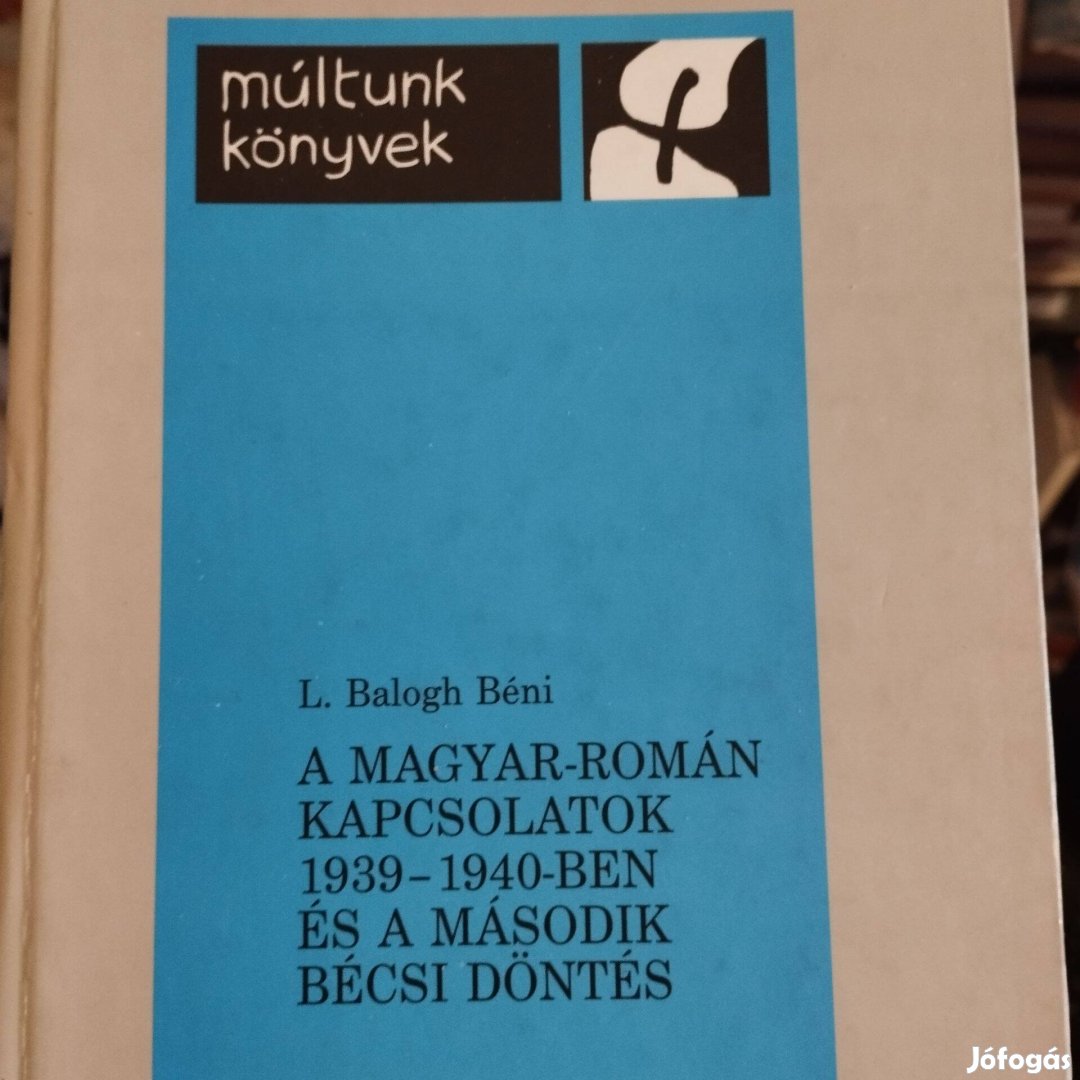 múltunk
könyvek
L. Balogh Béni
A MAGYAR-ROMÁN
KAPCSOLATOK
1939–1940-BEN
ÉS A MÁSODIK
BÉCSI DÖNTÉS
Jófogás